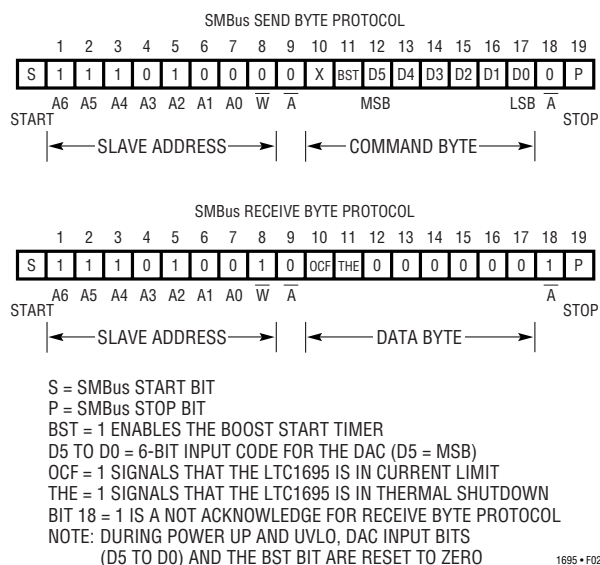 SMBus SEND BYTE PROTOCOL
1 2 3 4 5 6 7 8 9 10 11 12 13 14 15 16 17 18 19
S 1 1 1 0 1 0 0 0 0 X BST D5 D4 D3 D2 D1 D0 0 P
A6 A5 A4 A3 A2 A1 A0 W̅ A̅ MSB LSB A̅
START STOP
SLAVE ADDRESS COMMAND BYTE
SMBus RECEIVE BYTE PROTOCOL
1 2 3 4 5 6 7 8 9 10 11 12 13 14 15 16 17 18 19
S 1 1 1 0 1 0 0 1 0 OCF THE 0 0 0 0 0 0 1 P
A6 A5 A4 A3 A2 A1 A0 W̅ A̅ A̅
START STOP
SLAVE ADDRESS DATA BYTE
S = SMBus START BIT
P = SMBus STOP BIT
BST = 1 ENABLES THE BOOST START TIMER
D5 TO D0 = 6-BIT INPUT CODE FOR THE DAC (D5 = MSB)
OCF = 1 SIGNALS THAT THE LTC1695 IS IN CURRENT LIMIT
THE = 1 SIGNALS THAT THE LTC1695 IS IN THERMAL SHUTDOWN
BIT 18 = 1 IS A NOT ACKNOWLEDGE FOR RECEIVE BYTE PROTOCOL
NOTE: DURING POWER UP AND UVLO, DAC INPUT BITS
(D5 TO D0) AND THE BST BIT ARE RESET TO ZERO
1695 • F02